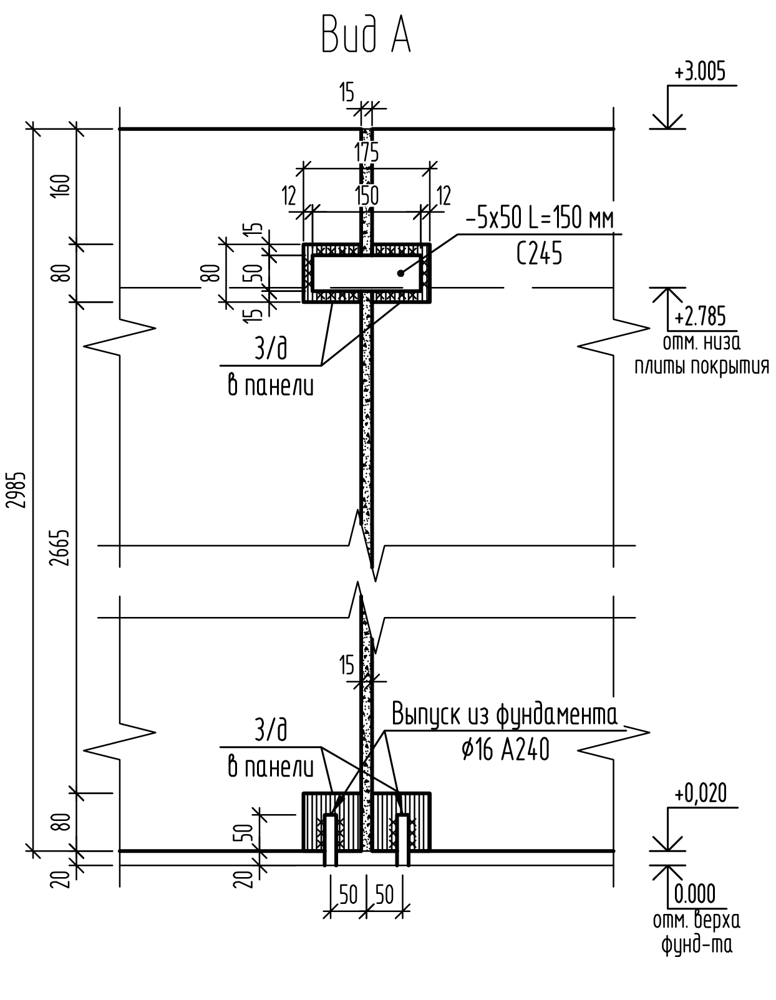 Вид А
+3.005
15
175
160
12
150
12
-5x50 L=150 мм
С245
15
80
80
50
15
+2.785
отм. низа
плиты покрытия
З/д
в панели
2985
2665
15
Выпуск из фундамента
ϕ16 А240
З/д
в панели
+0,020
80
50
20
20
50
50
0.000
отм. верха
фунд-та